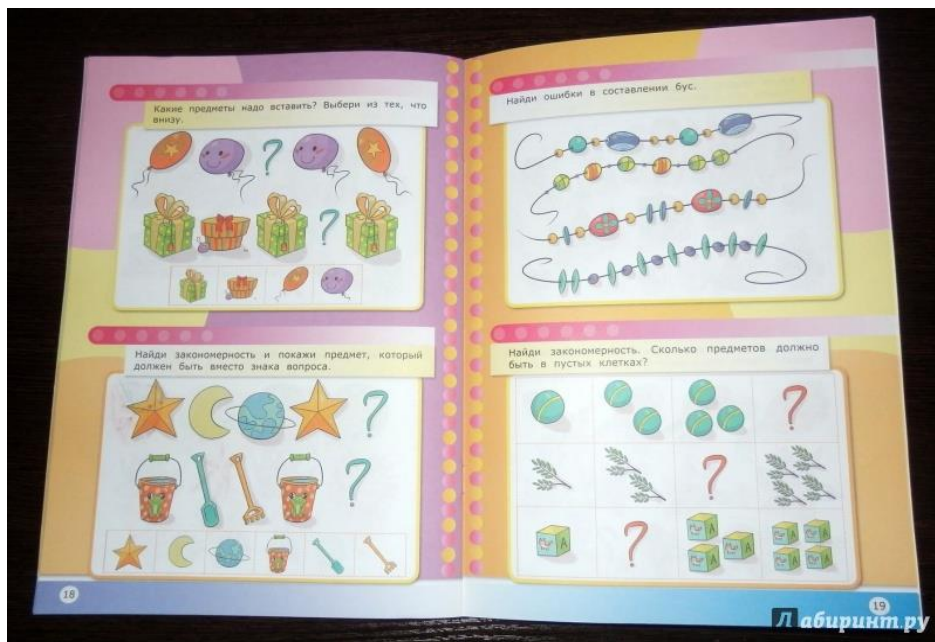 Какие предметы надо вставить? Выбери из тех, что
внизу.
Найди закономерность и покажи предмет, который
должен быть вместо знака вопроса.
18
Найди ошибки в составлении бус.
Найди закономерность. Сколько предметов должно
быть в пустых клетках?
19
Лабиринт.ру